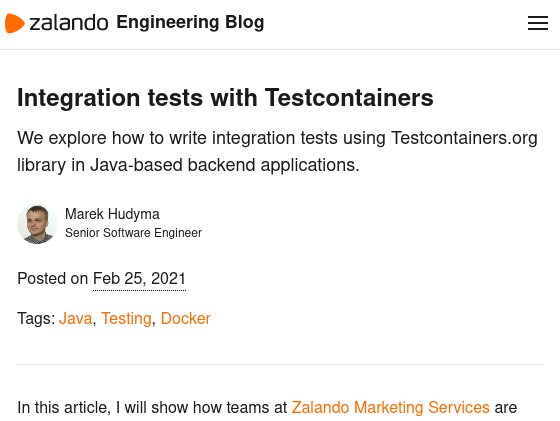 zalando Engineering Blog
Integration tests with Testcontainers
We explore how to write integration tests using Testcontainers.org
library in Java-based backend applications.
Marek Hudyma
Senior Software Engineer
Posted on Feb 25, 2021
Tags: Java, Testing, Docker
In this article, I will show how teams at Zalando Marketing Services are